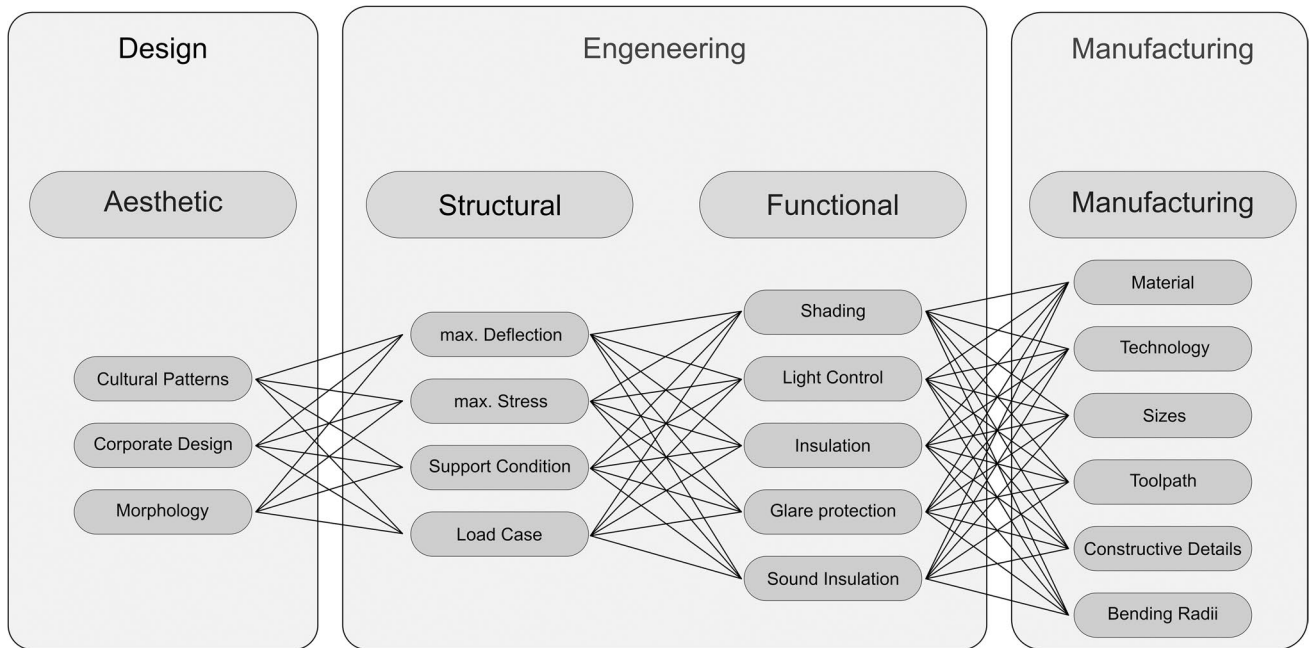 Design
Engeneering
Manufacturing
Aesthetic
Structural
Functional
Manufacturing
Cultural Patterns
Corporate Design
Morphology
max. Deflection
max. Stress
Support Condition
Load Case
Shading
Light Control
Insulation
Glare protection
Sound Insulation
Material
Technology
Sizes
Toolpath
Constructive Details
Bending Radii